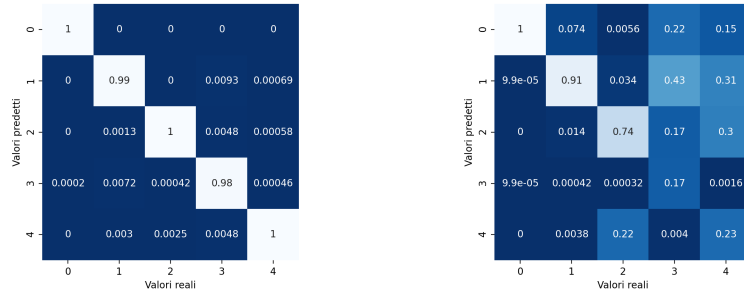 0 1 0 0 0 0
1 0 0.99 0 0.0093 0.00069
2 0 0.0013 1 0.0048 0.00058
3 0.0002 0.0072 0.00042 0.98 0.00046
4 0 0.003 0.0025 0.0048 1
0 1 2 3 4
Valori predetti
Valori reali
0 1 0.074 0.0056 0.22 0.15
1 9.9e-05 0.91 0.034 0.43 0.31
2 0 0.014 0.74 0.17 0.3
3 9.9e-05 0.00042 0.00032 0.17 0.0016
4 0 0.0038 0.22 0.004 0.23
0 1 2 3 4
Valori predetti
Valori reali